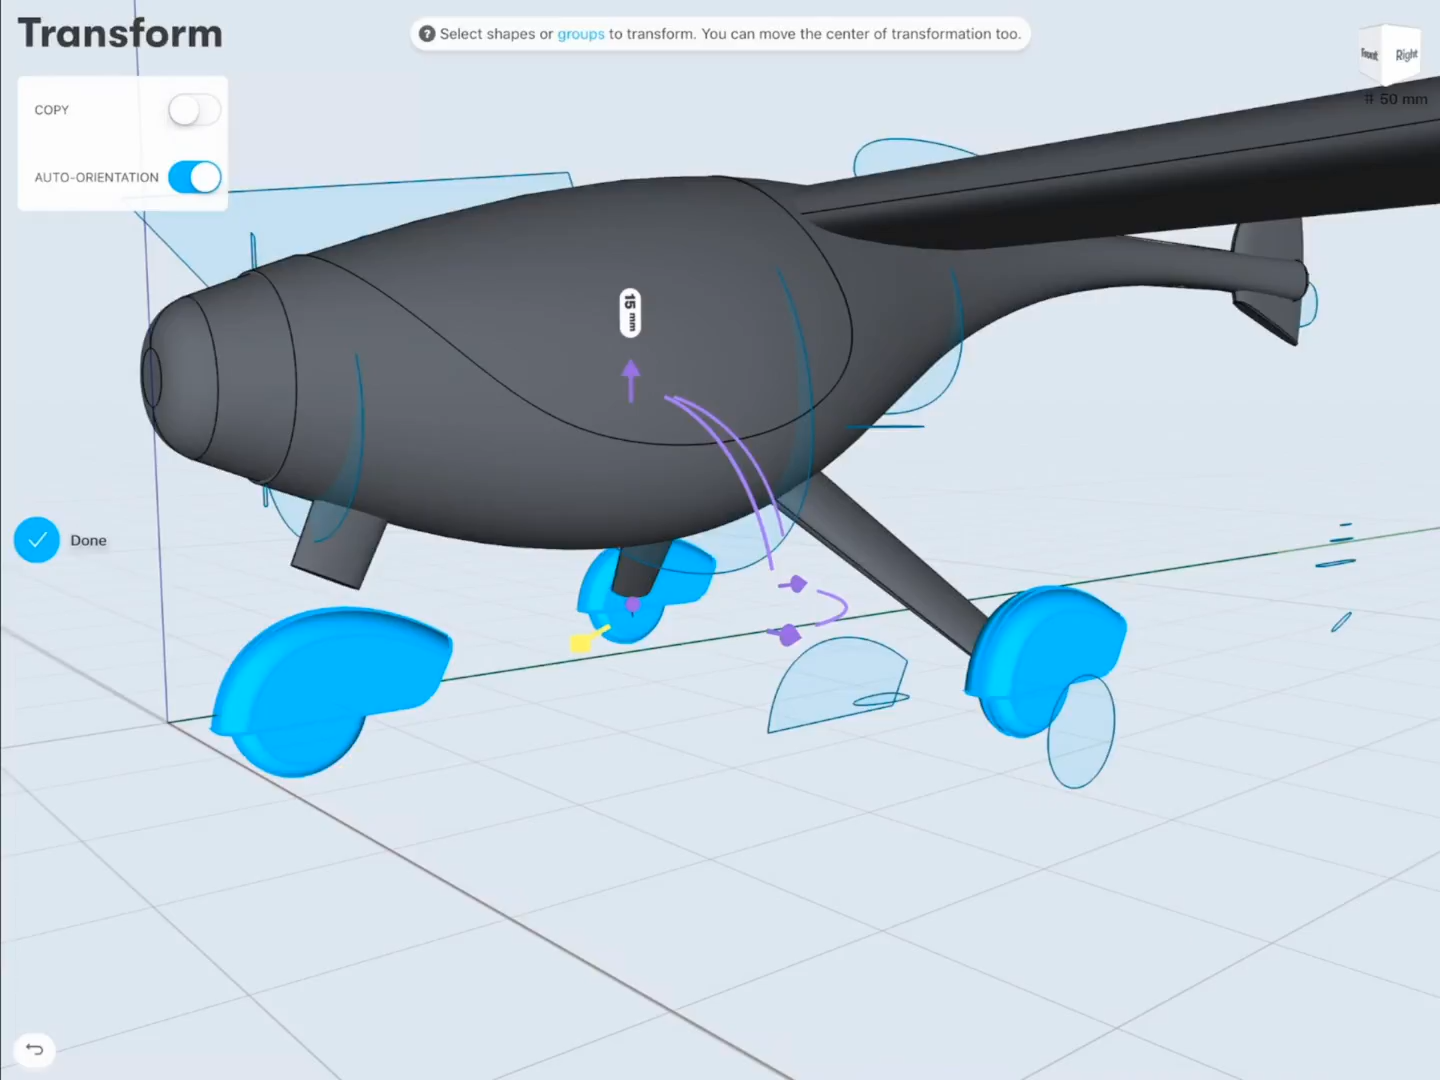 Transform
Select shapes or groups to transform. You can move the center of transformation too.
Front
Right
50 mm
COPY
AUTO-ORIENTATION
15 mm
Done